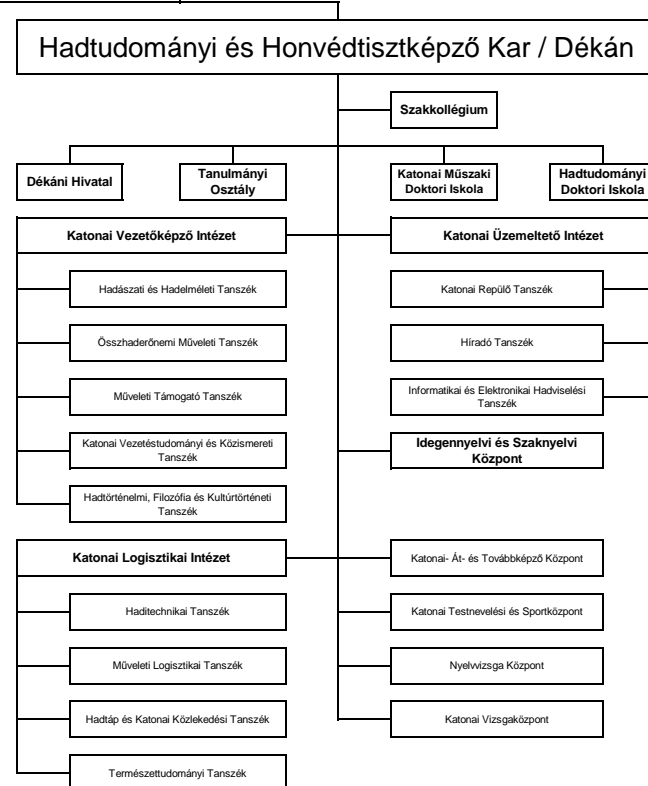 Hadtudományi és Honvédtisztképző Kar / Dékán
Szakkollégium
Dékáni Hivatal
Tanulmányi
Osztály
Katonai Műszaki
Doktori Iskola
Hadtudományi
Doktori Iskola
Katonai Vezetőképző Intézet
Katonai Üzemeltető Intézet
Hadászati és Hadelméleti Tanszék
Katonai Repülő Tanszék
Összhaderőnemi Műveleti Tanszék
Híradó Tanszék
Műveleti Támogató Tanszék
Informatikai és Elektronikai Hadviselési
Tanszék
Katonai Vezetéstudományi és Közismereti
Tanszék
Idegennyelvi és Szaknyelvi
Központ
Hadtörténelmi, Filozófia és Kultúrtörténeti
Tanszék
Katonai Logisztikai Intézet
Katonai- Át- és Továbbképző Központ
Haditechnikai Tanszék
Katonai Testnevelési és Sportközpont
Műveleti Logisztikai Tanszék
Nyelvvizsga Központ
Hadtáp és Katonai Közlekedési Tanszék
Katonai Vizsgaközpont
Természettudományi Tanszék